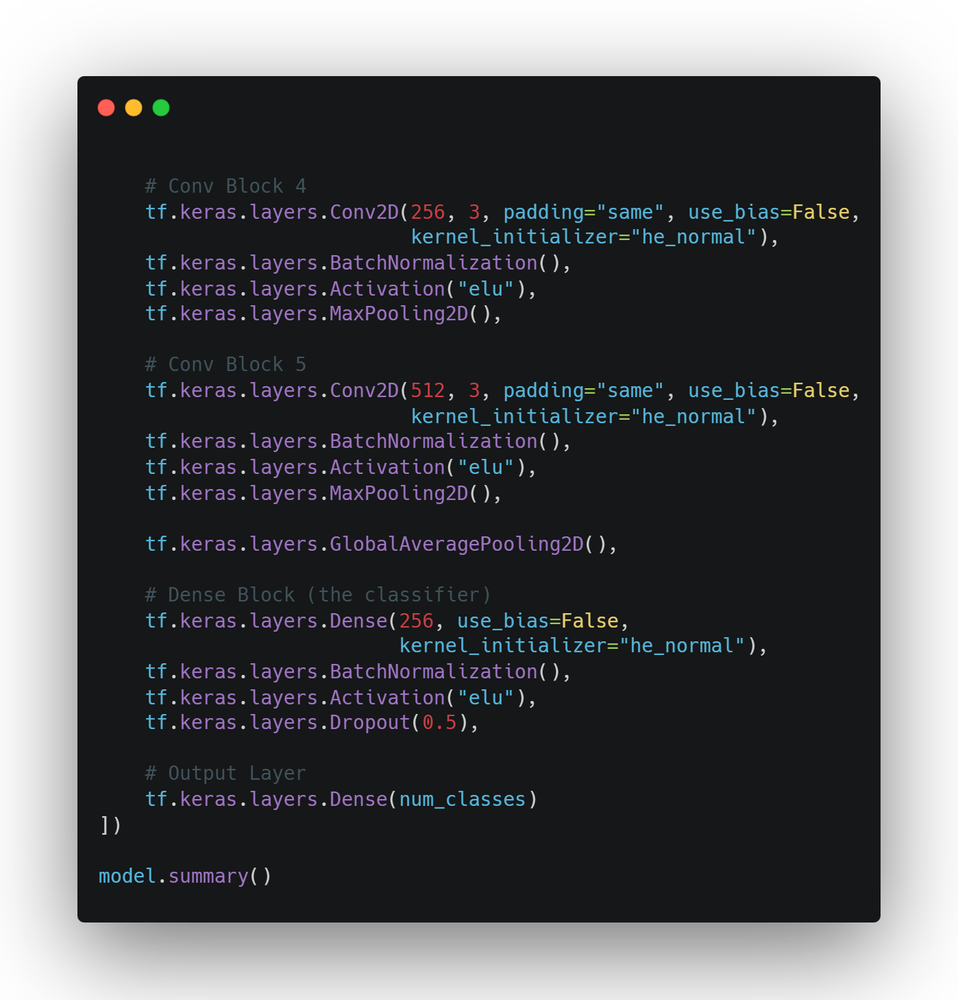 # Conv Block 4
    tf.keras.layers.Conv2D(256, 3, padding="same", use_bias=False,
                           kernel_initializer="he_normal"),
    tf.keras.layers.BatchNormalization(),
    tf.keras.layers.Activation("elu"),
    tf.keras.layers.MaxPooling2D(),

    # Conv Block 5
    tf.keras.layers.Conv2D(512, 3, padding="same", use_bias=False,
                           kernel_initializer="he_normal"),
    tf.keras.layers.BatchNormalization(),
    tf.keras.layers.Activation("elu"),
    tf.keras.layers.MaxPooling2D(),

    tf.keras.layers.GlobalAveragePooling2D(),

    # Dense Block (the classifier)
    tf.keras.layers.Dense(256, use_bias=False,
                          kernel_initializer="he_normal"),
    tf.keras.layers.BatchNormalization(),
    tf.keras.layers.Activation("elu"),
    tf.keras.layers.Dropout(0.5),

    # Output Layer
    tf.keras.layers.Dense(num_classes)
])

model.summary()